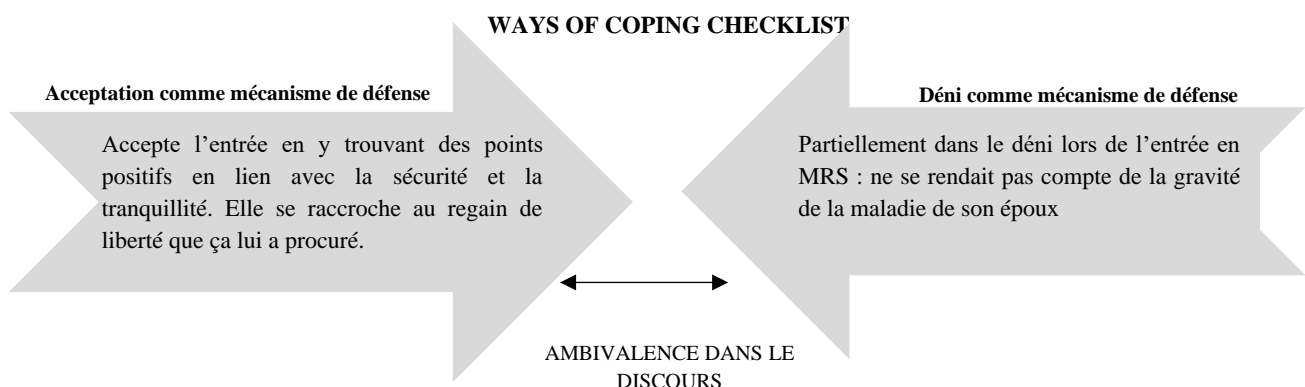 WAYS OF COPING CHECKLIST
Acceptation comme mécanisme de défense
Accepte l’entrée en y trouvant des points
positifs en lien avec la sécurité et la
tranquillité. Elle se raccroche au regain de
liberté que ça lui a procuré.
Déni comme mécanisme de défense
Partiellement dans le déni lors de l’entrée en
MRS : ne se rendait pas compte de la gravité
de la maladie de son époux
AMBIVALENCE DANS LE
DISCOURS